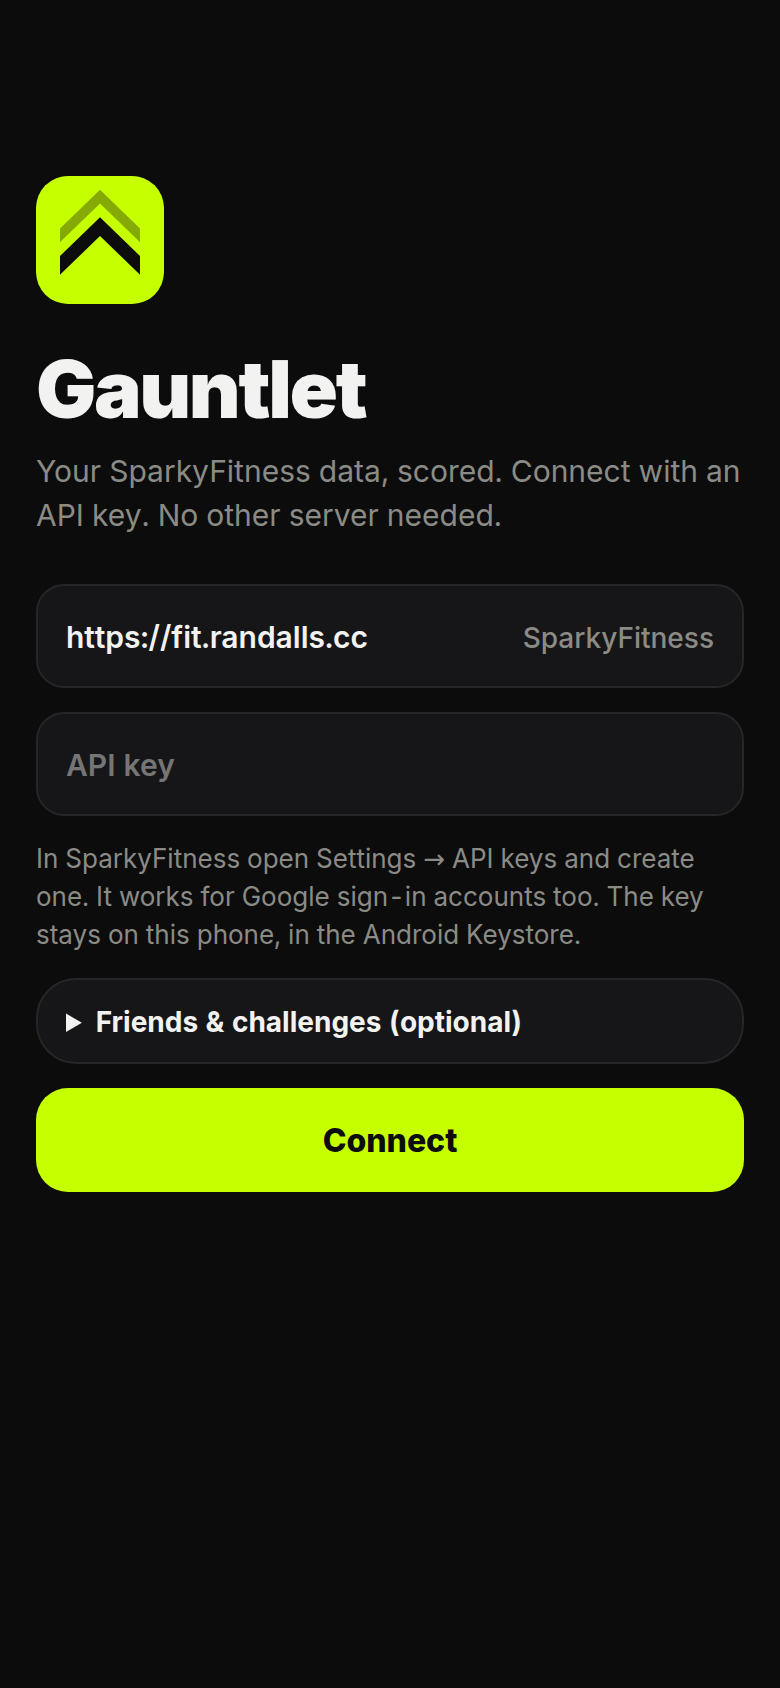 Gauntlet
Your SparkyFitness data, scored. Connect with an
API key. No other server needed.
https://fit.randalls.cc SparkyFitness
API key
In SparkyFitness open Settings → API keys and create
one. It works for Google sign-in accounts too. The key
stays on this phone, in the Android Keystore.
▶ Friends & challenges (optional)
Connect